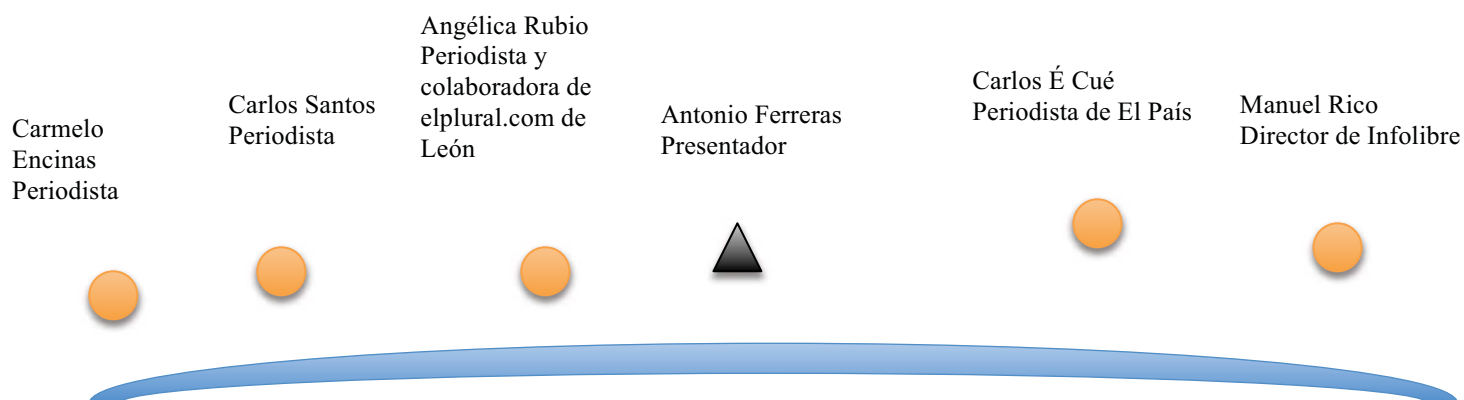 Carmelo
Encinas
Periodista
Carlos Santos
Periodista
Angélica Rubio
Periodista y
colaboradora de
elplural.com de
León
Antonio Ferreras
Presentador
Carlos É Cué
Periodista de El País
Manuel Rico
Director de Infolibre